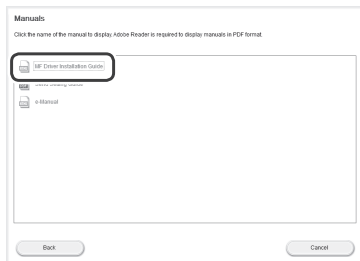 Manuals
Click the name of the manual to display. Adobe Reader is required to display manuals in PDF format.
MF Driver Installation Guide
e-Manual
Back
Cancel